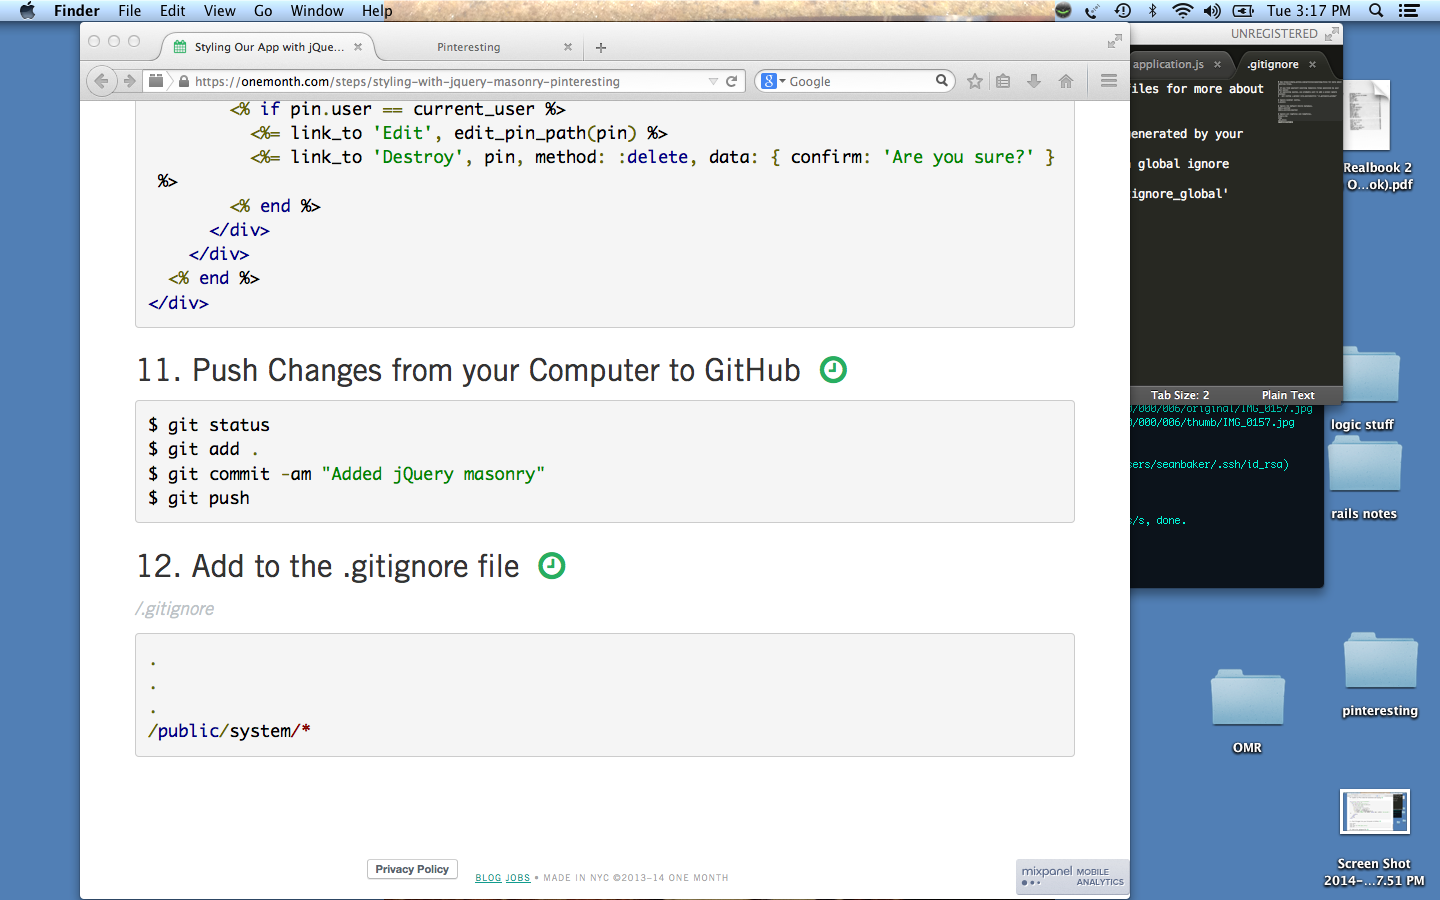 Finder File Edit View Go Window Help Tue 3:17 PM
UNREGISTERED
Styling Our App with jQue... Pinteresting
https://onemonth.com/steps/styling-with-jquery-masonry-pinteresting Google
<% if pin.user == current_user %>
<%= link_to 'Edit', edit_pin_path(pin) %>
<%= link_to 'Destroy', pin, method: :delete, data: { confirm: 'Are you sure?' }
%>
<% end %>
</div>
</div>
<% end %>
</div>
11. Push Changes from your Computer to GitHub
$ git status
$ git add .
$ git commit -am "Added jQuery masonry"
$ git push
12. Add to the .gitignore file
/.gitignore
.
.
.
/public/system/*
Privacy Policy
BLOG JOBS • MADE IN NYC ©2013-14 ONE MONTH
mixpanel MOBILE
ANALYTICS
application.js .gitignore
iles for more about
enerated by your
global ignore
ignore_global'
Tab Size: 2 Plain Text
/000/006/original/IMG_0157.jpg
/000/006/thumb/IMG_0157.jpg
ers/seanbaker/.ssh/id_rsa)
/s, done.
Realbook 2
O...ok).pdf
logic stuff
rails notes
pinteresting
OMR
Screen Shot
2014-...7.51 PM